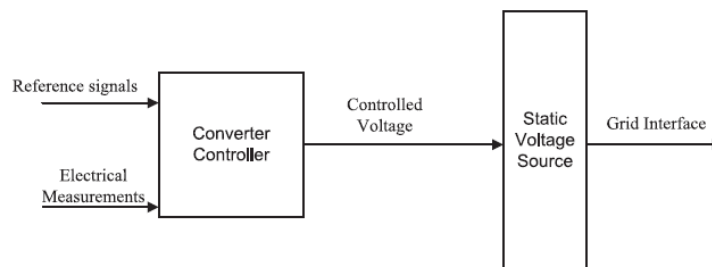 Reference signals
Electrical
Measurements
Converter
Controller
Controlled
Voltage
Static
Voltage
Source
Grid Interface